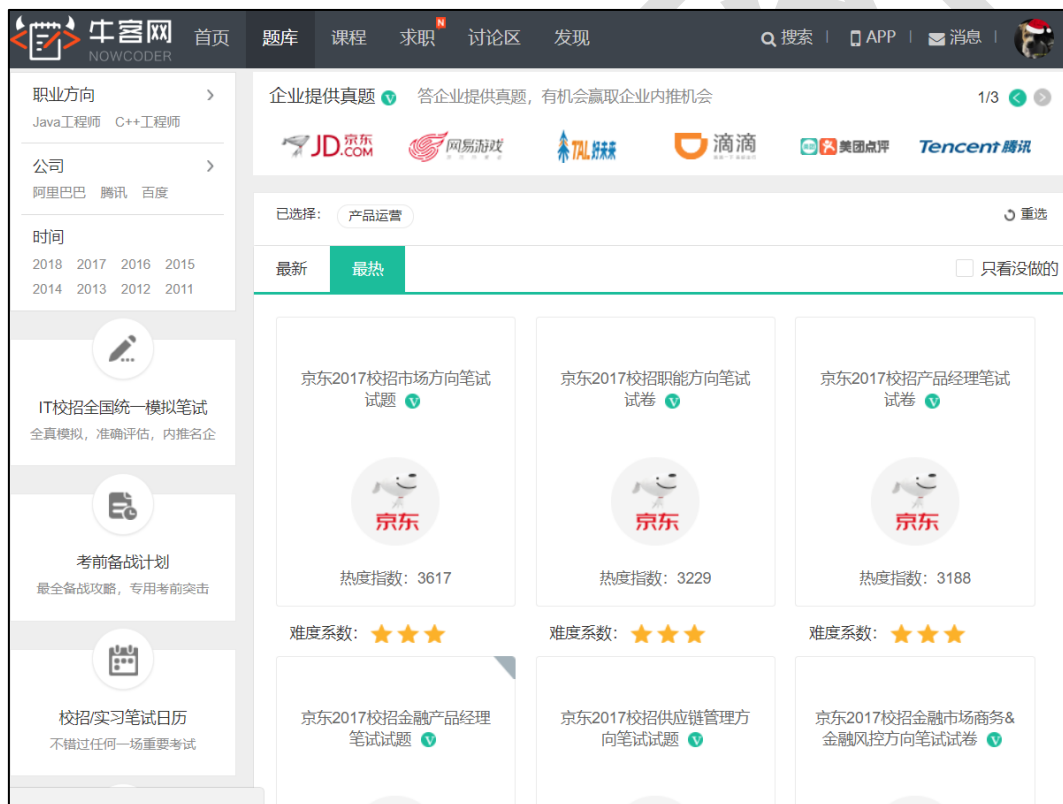 牛客网
NOWCODER
首页 题库 课程 求职 N 讨论区 发现 搜索 APP 消息
职业方向
Java工程师 C++工程师
公司
阿里巴巴 腾讯 百度
时间
2018 2017 2016 2015
2014 2013 2012 2011
IT校招全国统一模拟笔试
全真模拟，准确评估，内推名企
考前备战计划
最全备战攻略，专用考前突击
校招/实习笔试日历
不错过任何一场重要考试
企业提供真题 V 答企业提供真题，有机会赢取企业内推机会 1/3
JD.京东 COM 网易游戏 TAL 好未来 滴滴 美团点评 Tencent 腾讯
已选择： 产品运营 重选
最新 最热 只看没做的
京东2017校招市场方向笔试
试题 V
京东
热度指数：3617
难度系数：
京东2017校招职能方向笔试
试卷 V
京东
热度指数：3229
难度系数：
京东2017校招产品经理笔试
试卷 V
京东
热度指数：3188
难度系数：
京东2017校招金融产品经理
笔试试题 V
京东2017校招供应链管理方
向笔试试题 V
京东2017校招金融市场商务&
金融风控方向笔试试卷 V